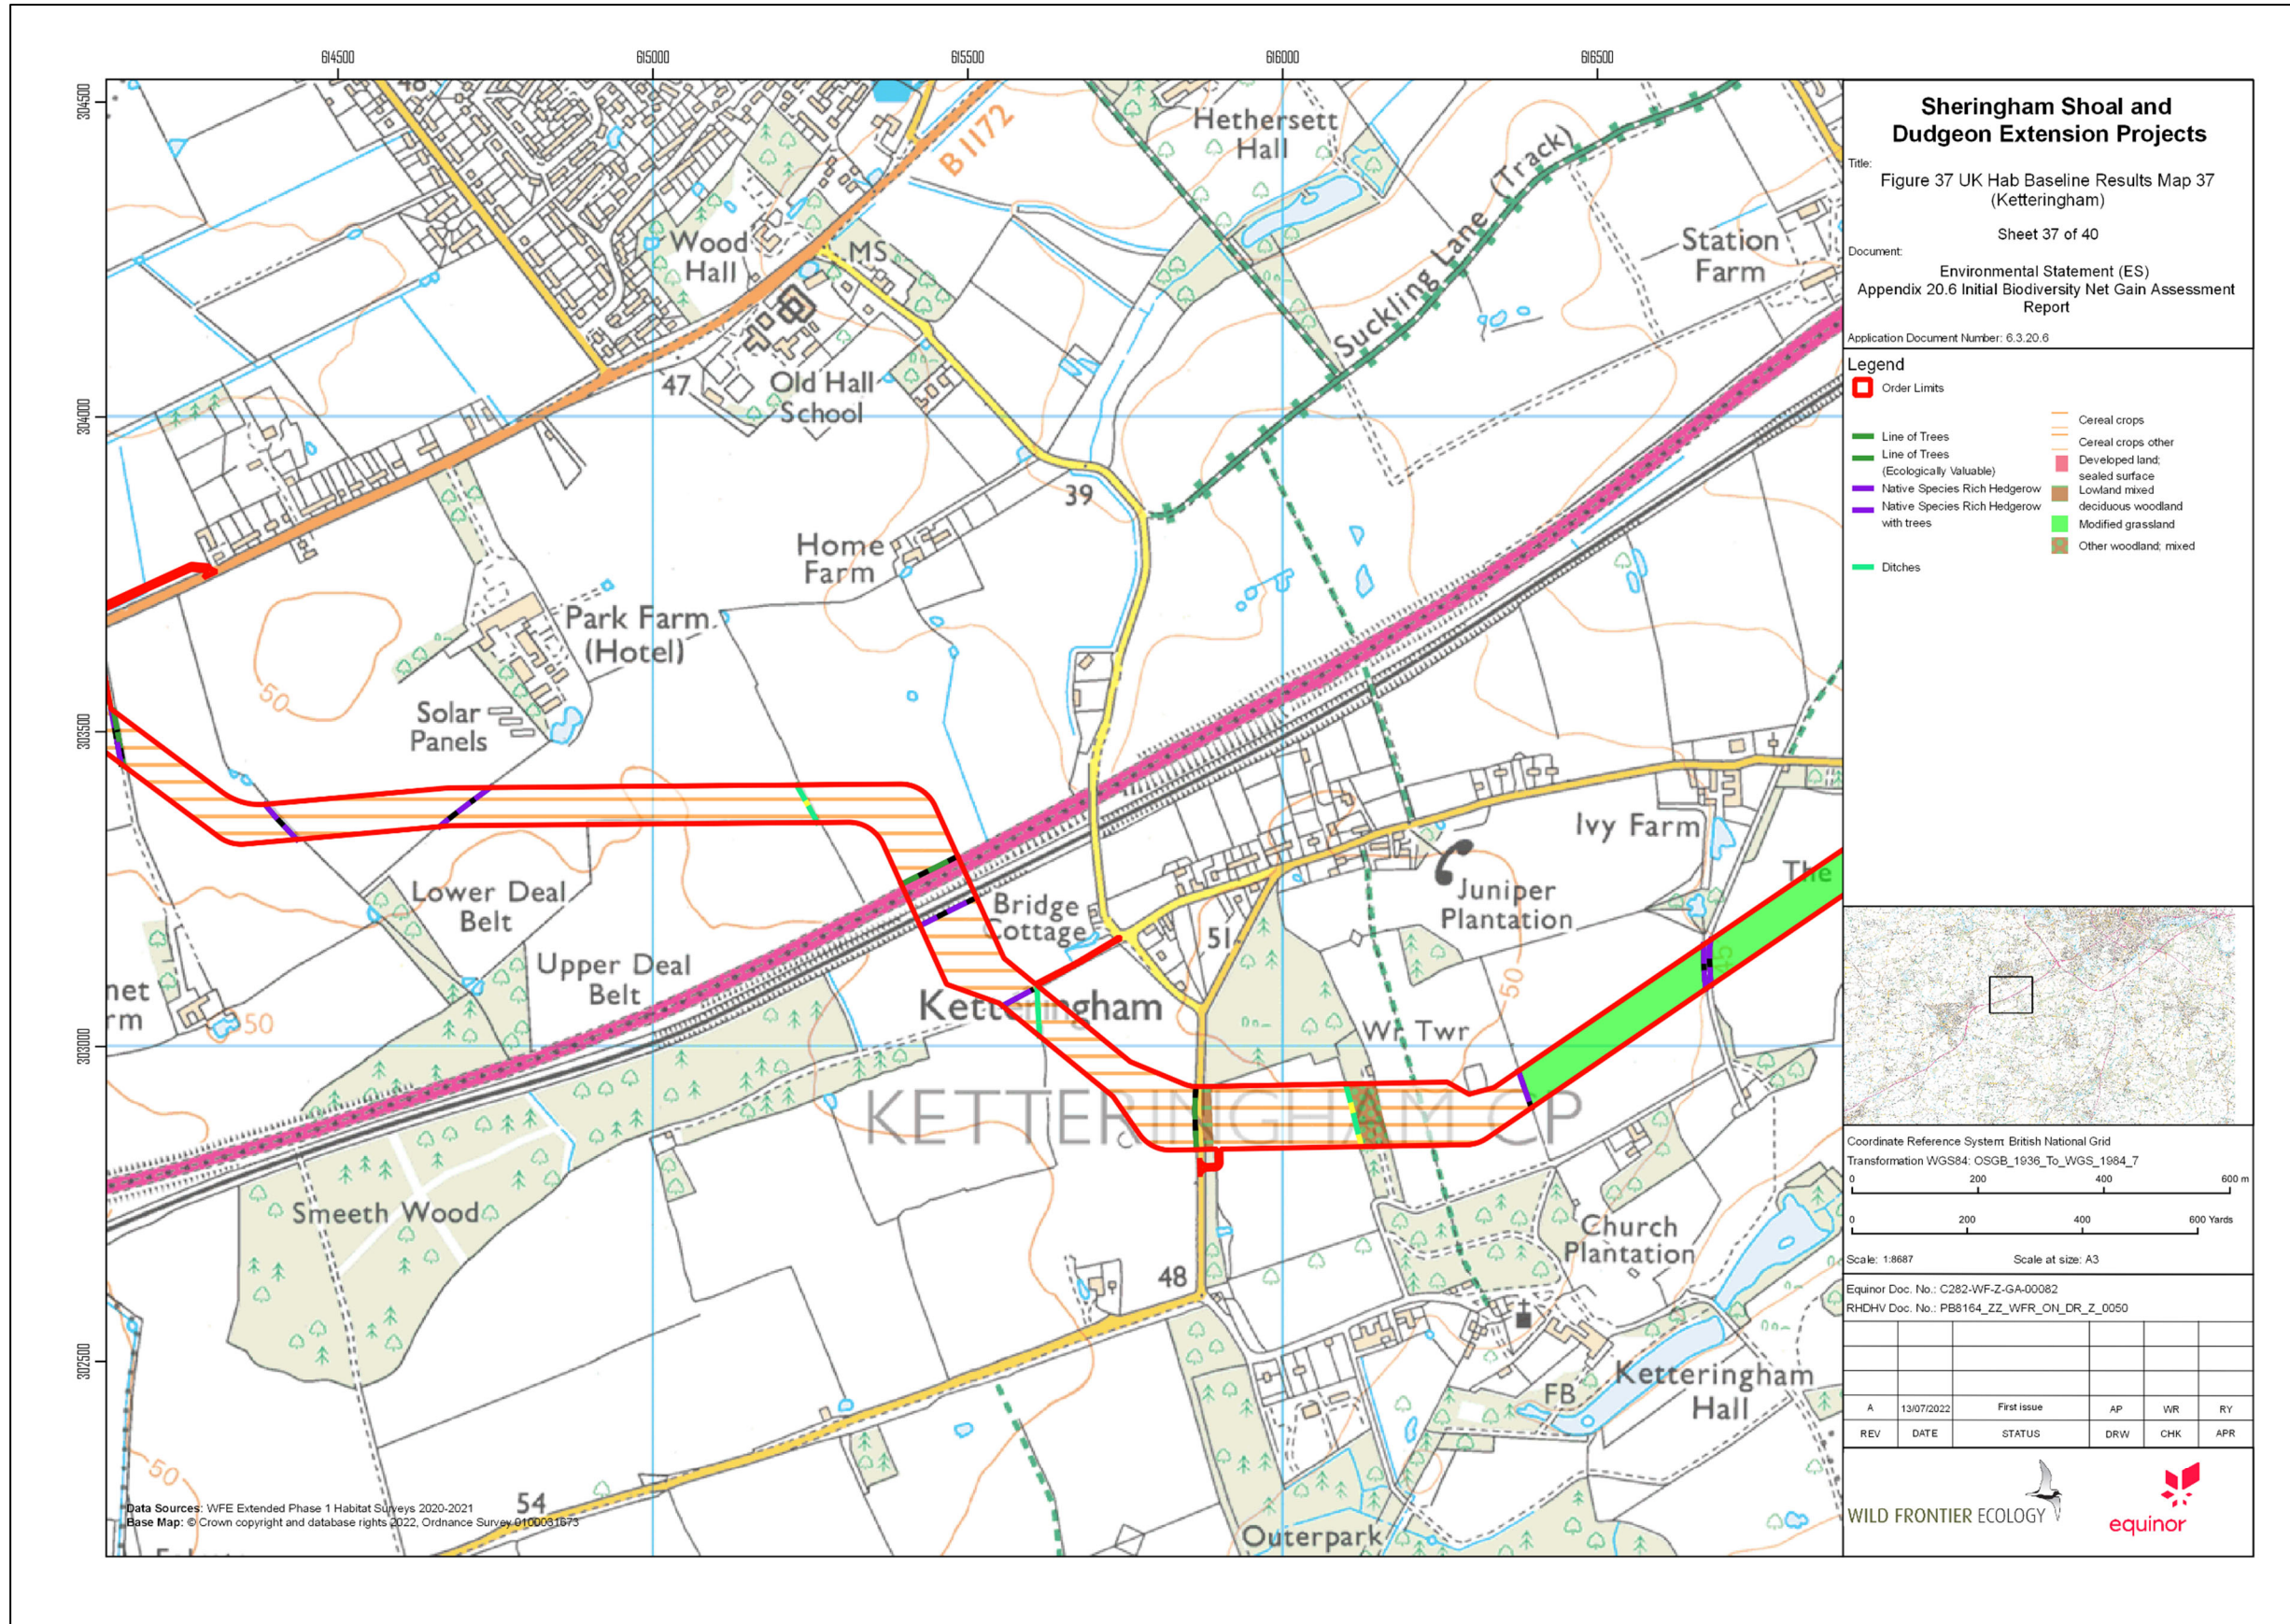 614500
615000
615500
616000
616500
304500
304000
303500
303000
302500
48
B1172
Hethersett
Hall
Suckling Lane (Track)
Station
Farm
Wood
Hall
MS
47
Old Hall
School
39
Home
Farm
Park Farm
(Hotel)
50
Solar
Panels
Ivy Farm
The
Lower Deal
Belt
Bridge
Cottage
51
Juniper
Plantation
Upper Deal
Belt
50
50
Ketteringham
Wr Twr
KETTERINGHAM CP
Smeeth Wood
Church
Plantation
48
Ketteringham
Hall
FB
50
54
Outerpark
Data Sources: WFE Extended Phase 1 Habitat Surveys 2020-2021
Base Map: © Crown copyright and database rights 2022, Ordnance Survey 0100031673
Sheringham Shoal and
Dudgeon Extension Projects
Title:
Figure 37 UK Hab Baseline Results Map 37
(Ketteringham)
Sheet 37 of 40
Document:
Environmental Statement (ES)
Appendix 20.6 Initial Biodiversity Net Gain Assessment
Report
Application Document Number: 6.3.20.6
Legend
Order Limits
Line of Trees
Line of Trees
(Ecologically Valuable)
Native Species Rich Hedgerow
Native Species Rich Hedgerow
with trees
Ditches
Cereal crops
Cereal crops other
Developed land;
sealed surface
Lowland mixed
deciduous woodland
Modified grassland
Other woodland; mixed
Coordinate Reference System: British National Grid
Transformation WGS84: OSGB_1936_To_WGS_1984_7
0 200 400 600 m
0 200 400 600 Yards
Scale: 1:8687 Scale at size: A3
Equinor Doc. No.: C282-WF-Z-GA-00082
RHDHV Doc. No.: PB8164_ZZ_WFR_ON_DR_Z_0050
A 13/07/2022 First issue AP WR RY
REV DATE STATUS DRW CHK APR
WILD FRONTIER ECOLOGY
equinor